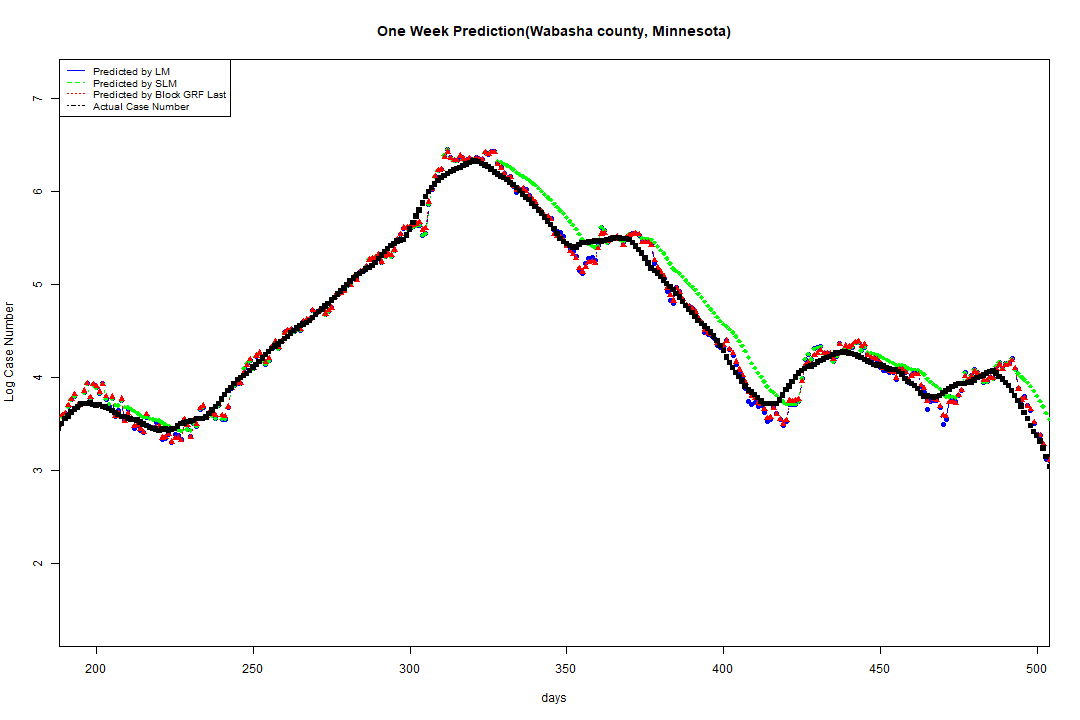 One Week Prediction(Wabasha county, Minnesota)
Predicted by LM
Predicted by SLM
Predicted by Block GRF Last
Actual Case Number
7
6
5
4
3
2
Log Case Number
200 250 300 350 400 450 500
days